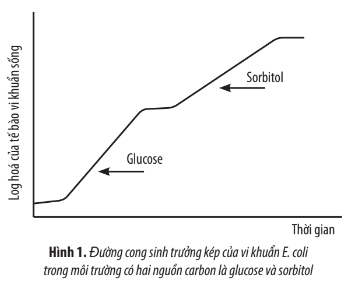 Log hoá của tế bào vi khuẩn sống
Sorbitol
Glucose
Thời gian
Hình 1. Đường cong sinh trưởng kép của vi khuẩn E. coli
trong môi trường có hai nguồn carbon là glucose và sorbitol